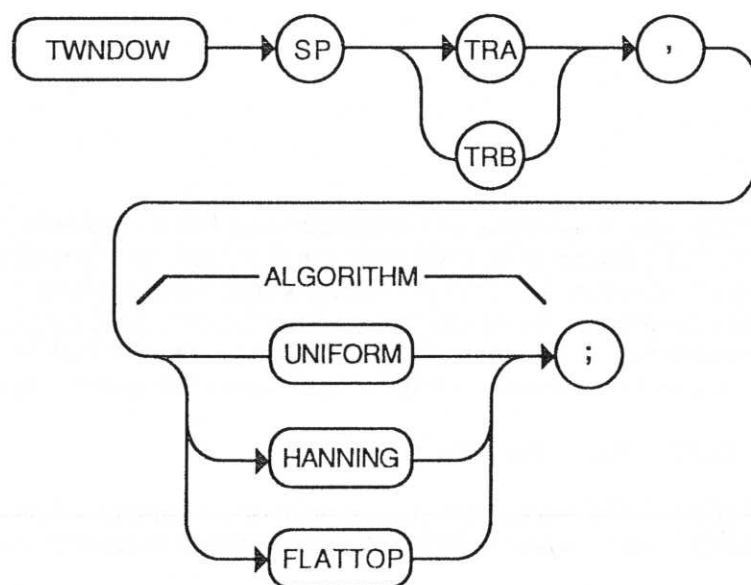 TWNDOW SP TRA ,
TRB
ALGORITHM
UNIFORM ;
HANNING
FLATTOP